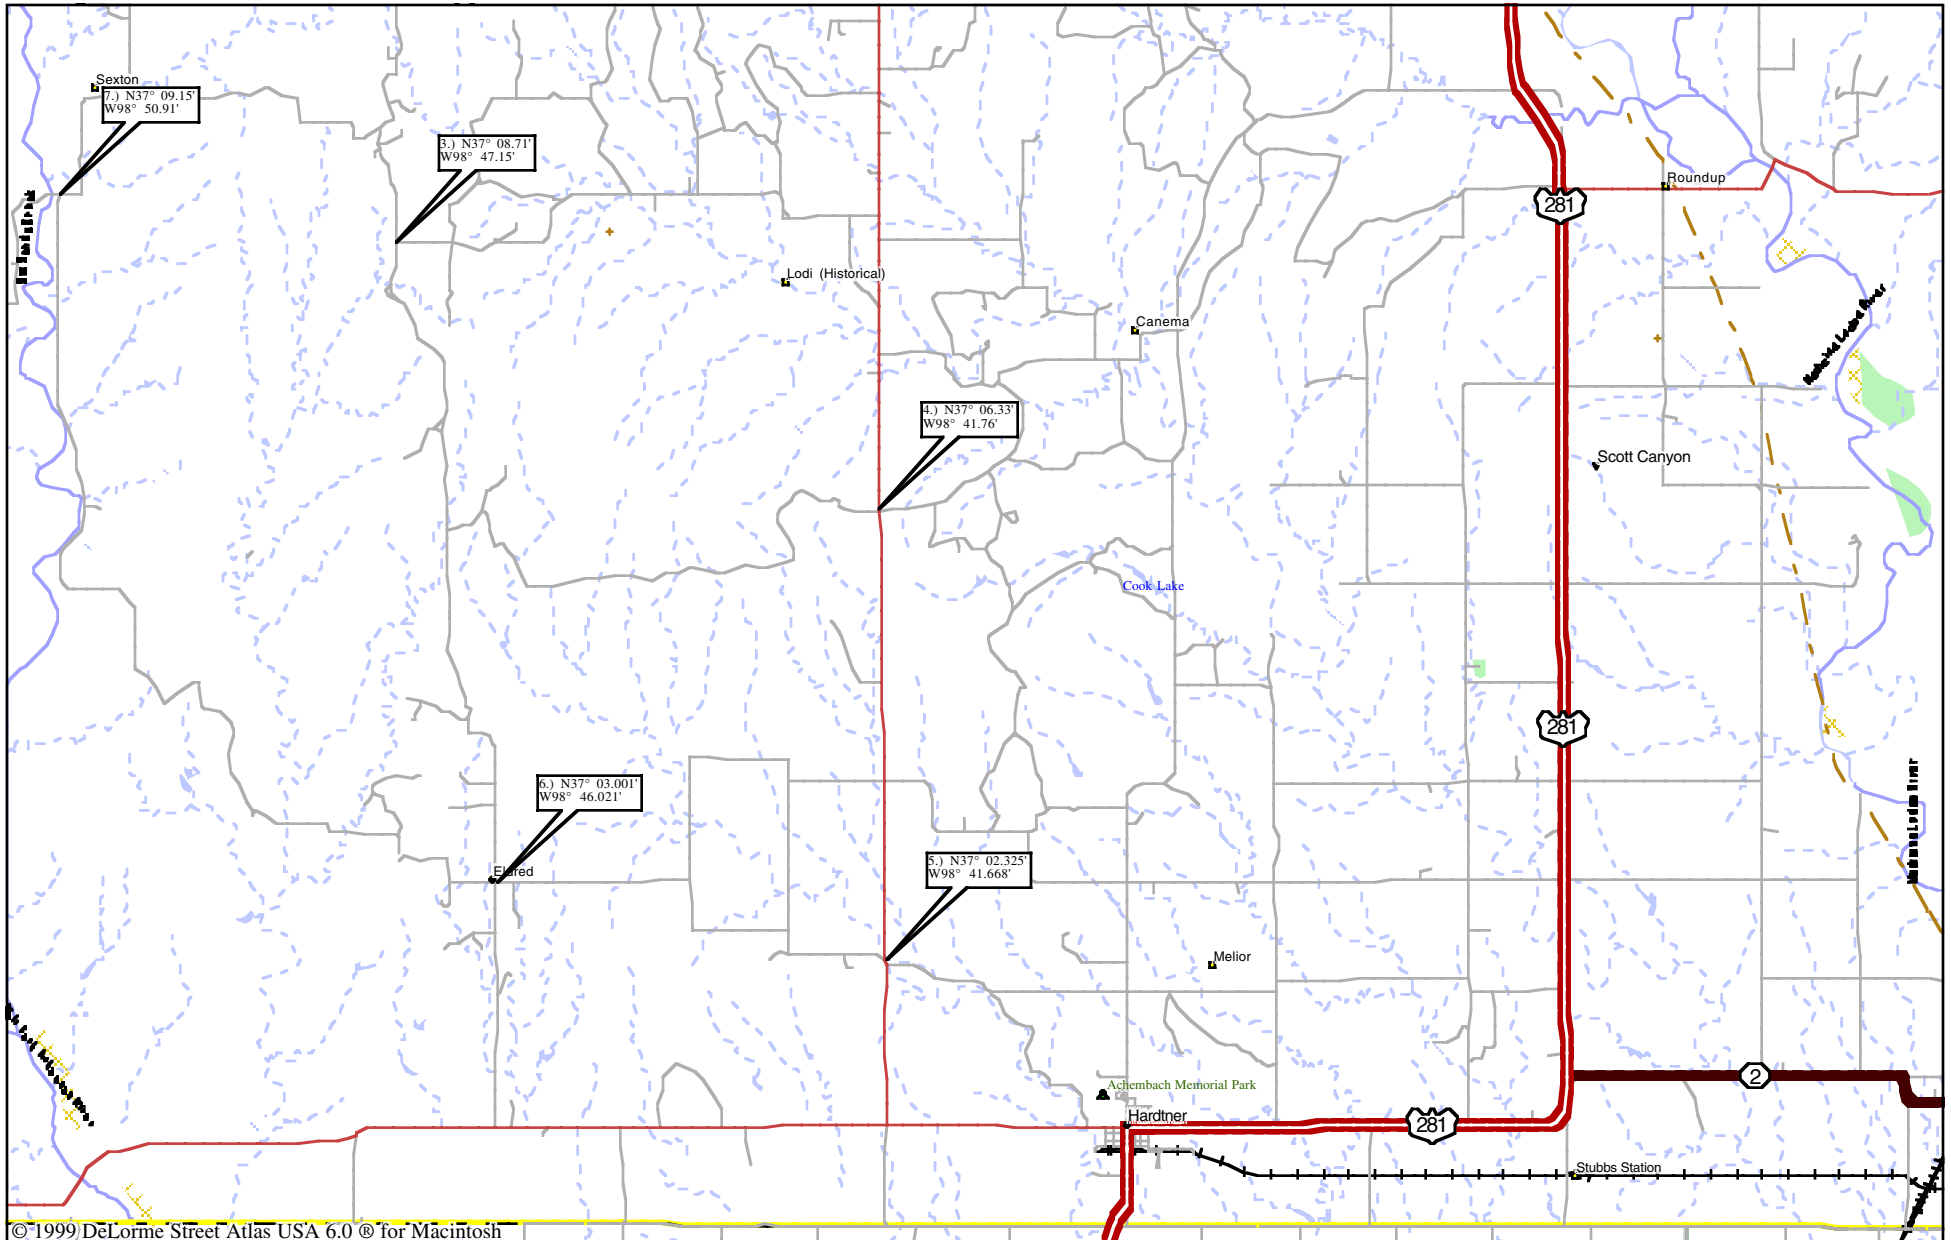 Sexton
7.) N37° 09.15'
W98° 50.91'
3.) N37° 08.71'
W98° 47.15'
Roundup
281
Lodi (Historical)
Canema
4.) N37° 06.33'
W98° 41.76'
Scott Canyon
Cook Lake
281
6.) N37° 03.001'
W98° 46.021'
5.) N37° 02.325'
W98° 41.668'
Melior
2
Achembach Memorial Park
Hardtner
281
Stubbs Station
© 1999 DeLorme Street Atlas USA 6.0 ® for Macintosh